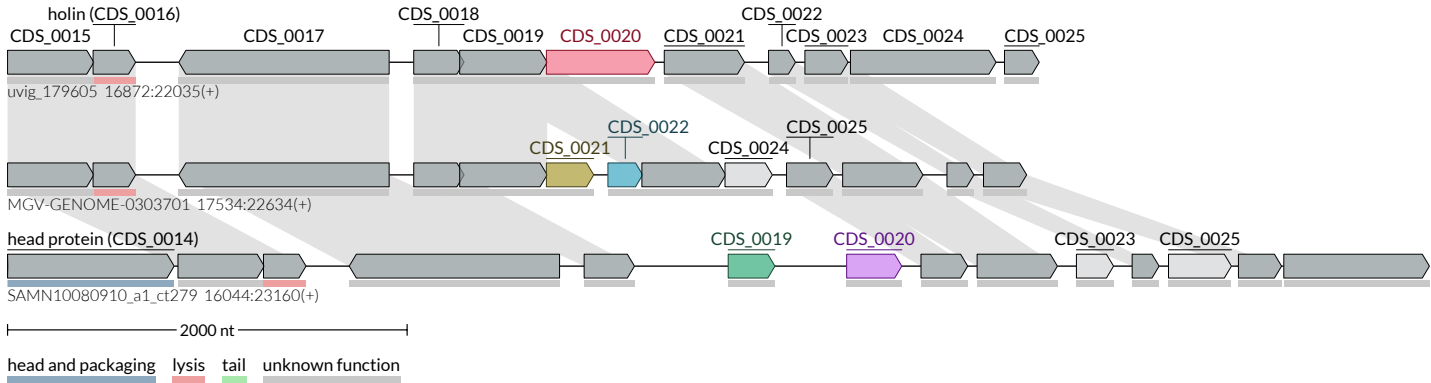 holin (CDS_0016) CDS_0018 CDS_0022
CDS_0015 CDS_0017 CDS_0019 CDS_0020 CDS_0021 CDS_0023 CDS_0024 CDS_0025
uvig_179605 16872:22035(+)
CDS_0022 CDS_0025
CDS_0021 CDS_0024
MGV-GENOME-0303701 17534:22634(+)
head protein (CDS_0014) CDS_0019 CDS_0020 CDS_0023 CDS_0025
SAMN10080910_a1_ct279 16044:23160(+)
2000 nt
head and packaging lysis tail unknown function